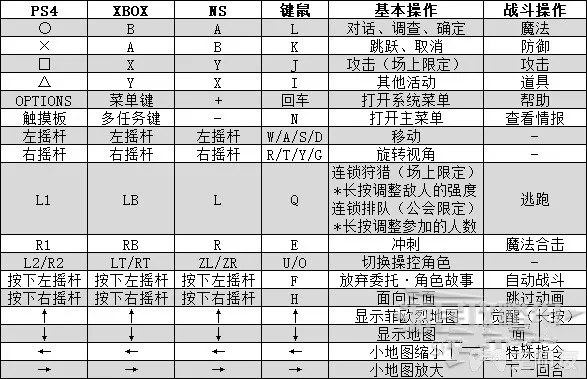 PS4 XBOX NS 键鼠 基本操作 战斗操作
○ B A L 对话、调查、确定 魔法
× A B K 跳跃、取消 防御
□ X Y J 攻击（场上限定） 攻击
△ Y X I 其他活动 道具
OPTIONS 菜单键 + 回车 打开系统菜单 帮助
触摸板 多任务键 - N 打开主菜单 查看情报
左摇杆 左摇杆 左摇杆 W/A/S/D 移动 -
右摇杆 右摇杆 右摇杆 R/T/Y/G 旋转视角 -
L1 LB L Q 连锁狩猎（场上限定） 逃跑
*长按调整敌人的强度
连锁排队（公会限定）
*长按调整参加的人数
R1 RB R E 冲刺 魔法合击
L2/R2 LT/RT ZL/ZR U/O 切换操控角色 -
按下左摇杆 按下左摇杆 按下左摇杆 F 放弃委托·角色故事 自动战斗
按下右摇杆 按下右摇杆 按下右摇杆 H 面向正面 跳过动画
↑ ↑ ↑ ↑ 显示菲欧烈地图 觉醒（长按）
↓ ↓ ↓ ↓ 显示地图 面
← ← ← ← 小地图缩小 特殊指令
→ → → → 小地图放大 下一回合